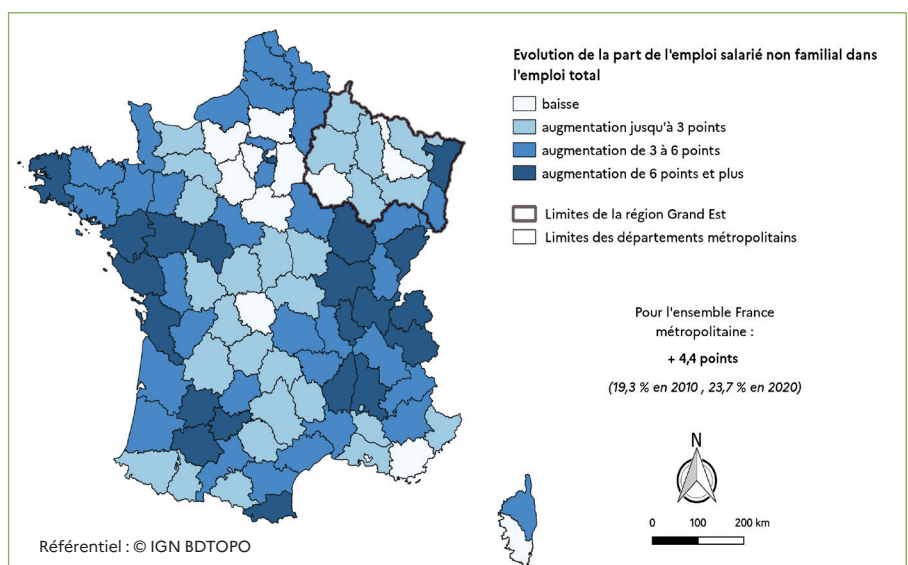 Evolution de la part de l'emploi salarié non familial dans
l'emploi total
baisse
augmentation jusqu'à 3 points
augmentation de 3 à 6 points
augmentation de 6 points et plus
Limites de la région Grand Est
Limites des départements métropolitains
Pour l'ensemble France
métropolitaine :
+ 4,4 points
(19,3 % en 2010 , 23,7 % en 2020)
N
0 100 200 km
Référentiel : © IGN BDTOPO